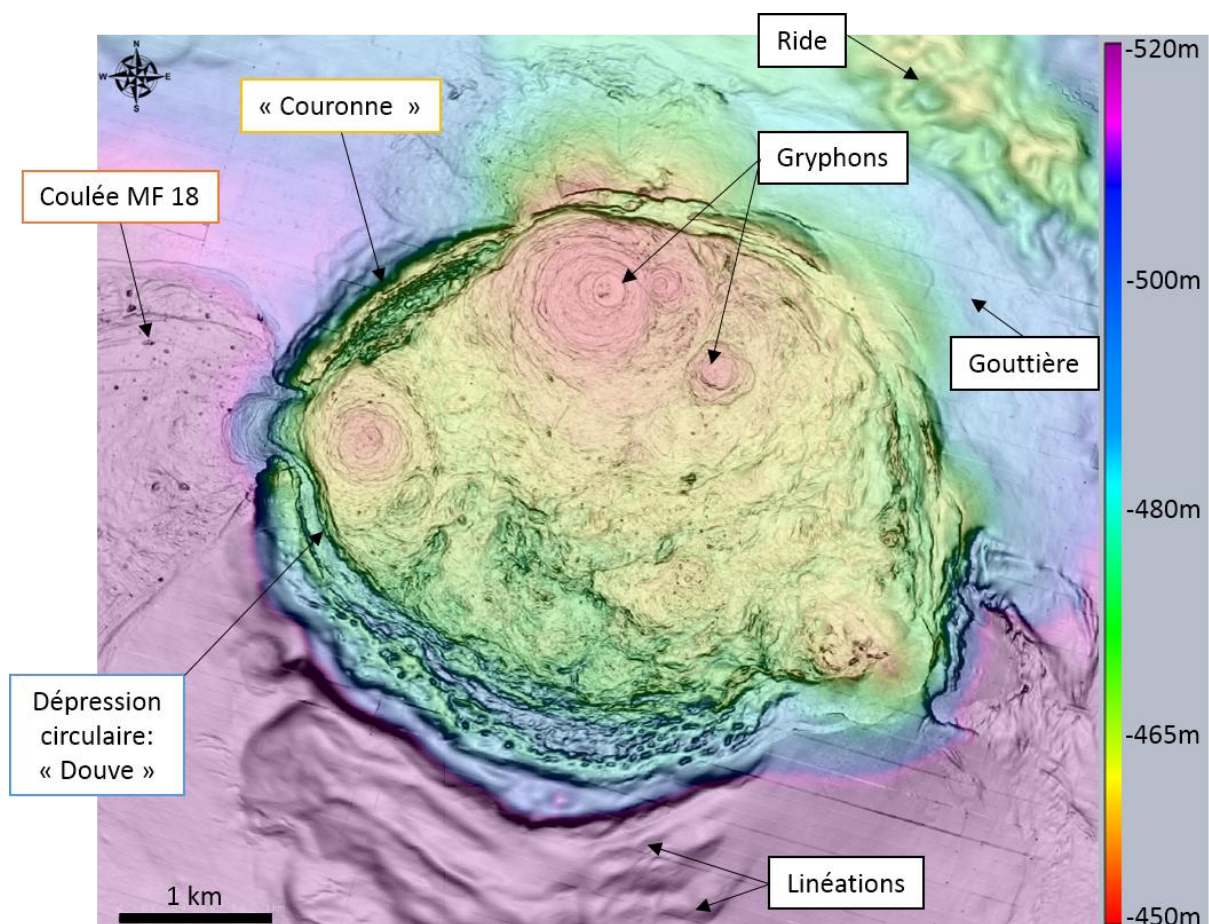 Ride
-520m
N
W E
S
« Couronne »
Gryphons
Coulée MF 18
-500m
Gouttière
-480m
Dépression
circulaire:
« Douve »
-465m
1 km
Linéations
-450m